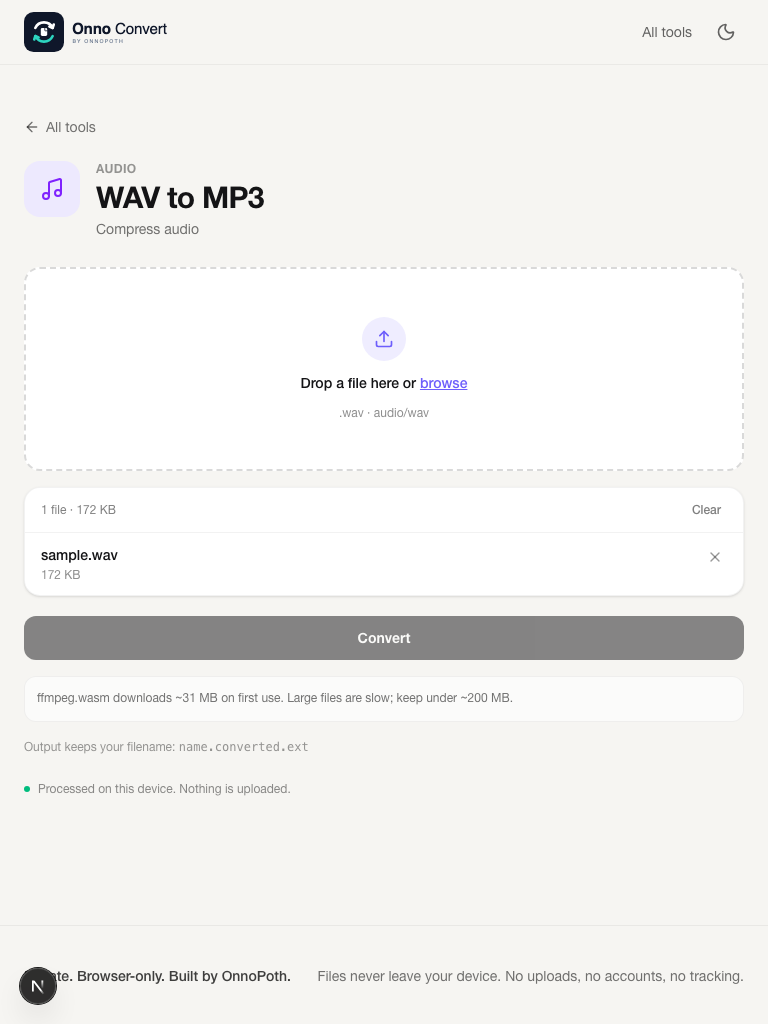 Onno Convert
BY ONNOPOTH
All tools
All tools
AUDIO
WAV to MP3
Compress audio
Drop a file here or browse
.wav · audio/wav
1 file · 172 KB
Clear
sample.wav
172 KB
Convert
ffmpeg.wasm downloads ~31 MB on first use. Large files are slow; keep under ~200 MB.
Output keeps your filename: name.converted.ext
Processed on this device. Nothing is uploaded.
Browser-only. Built by OnnoPoth.
Files never leave your device. No uploads, no accounts, no tracking.
N